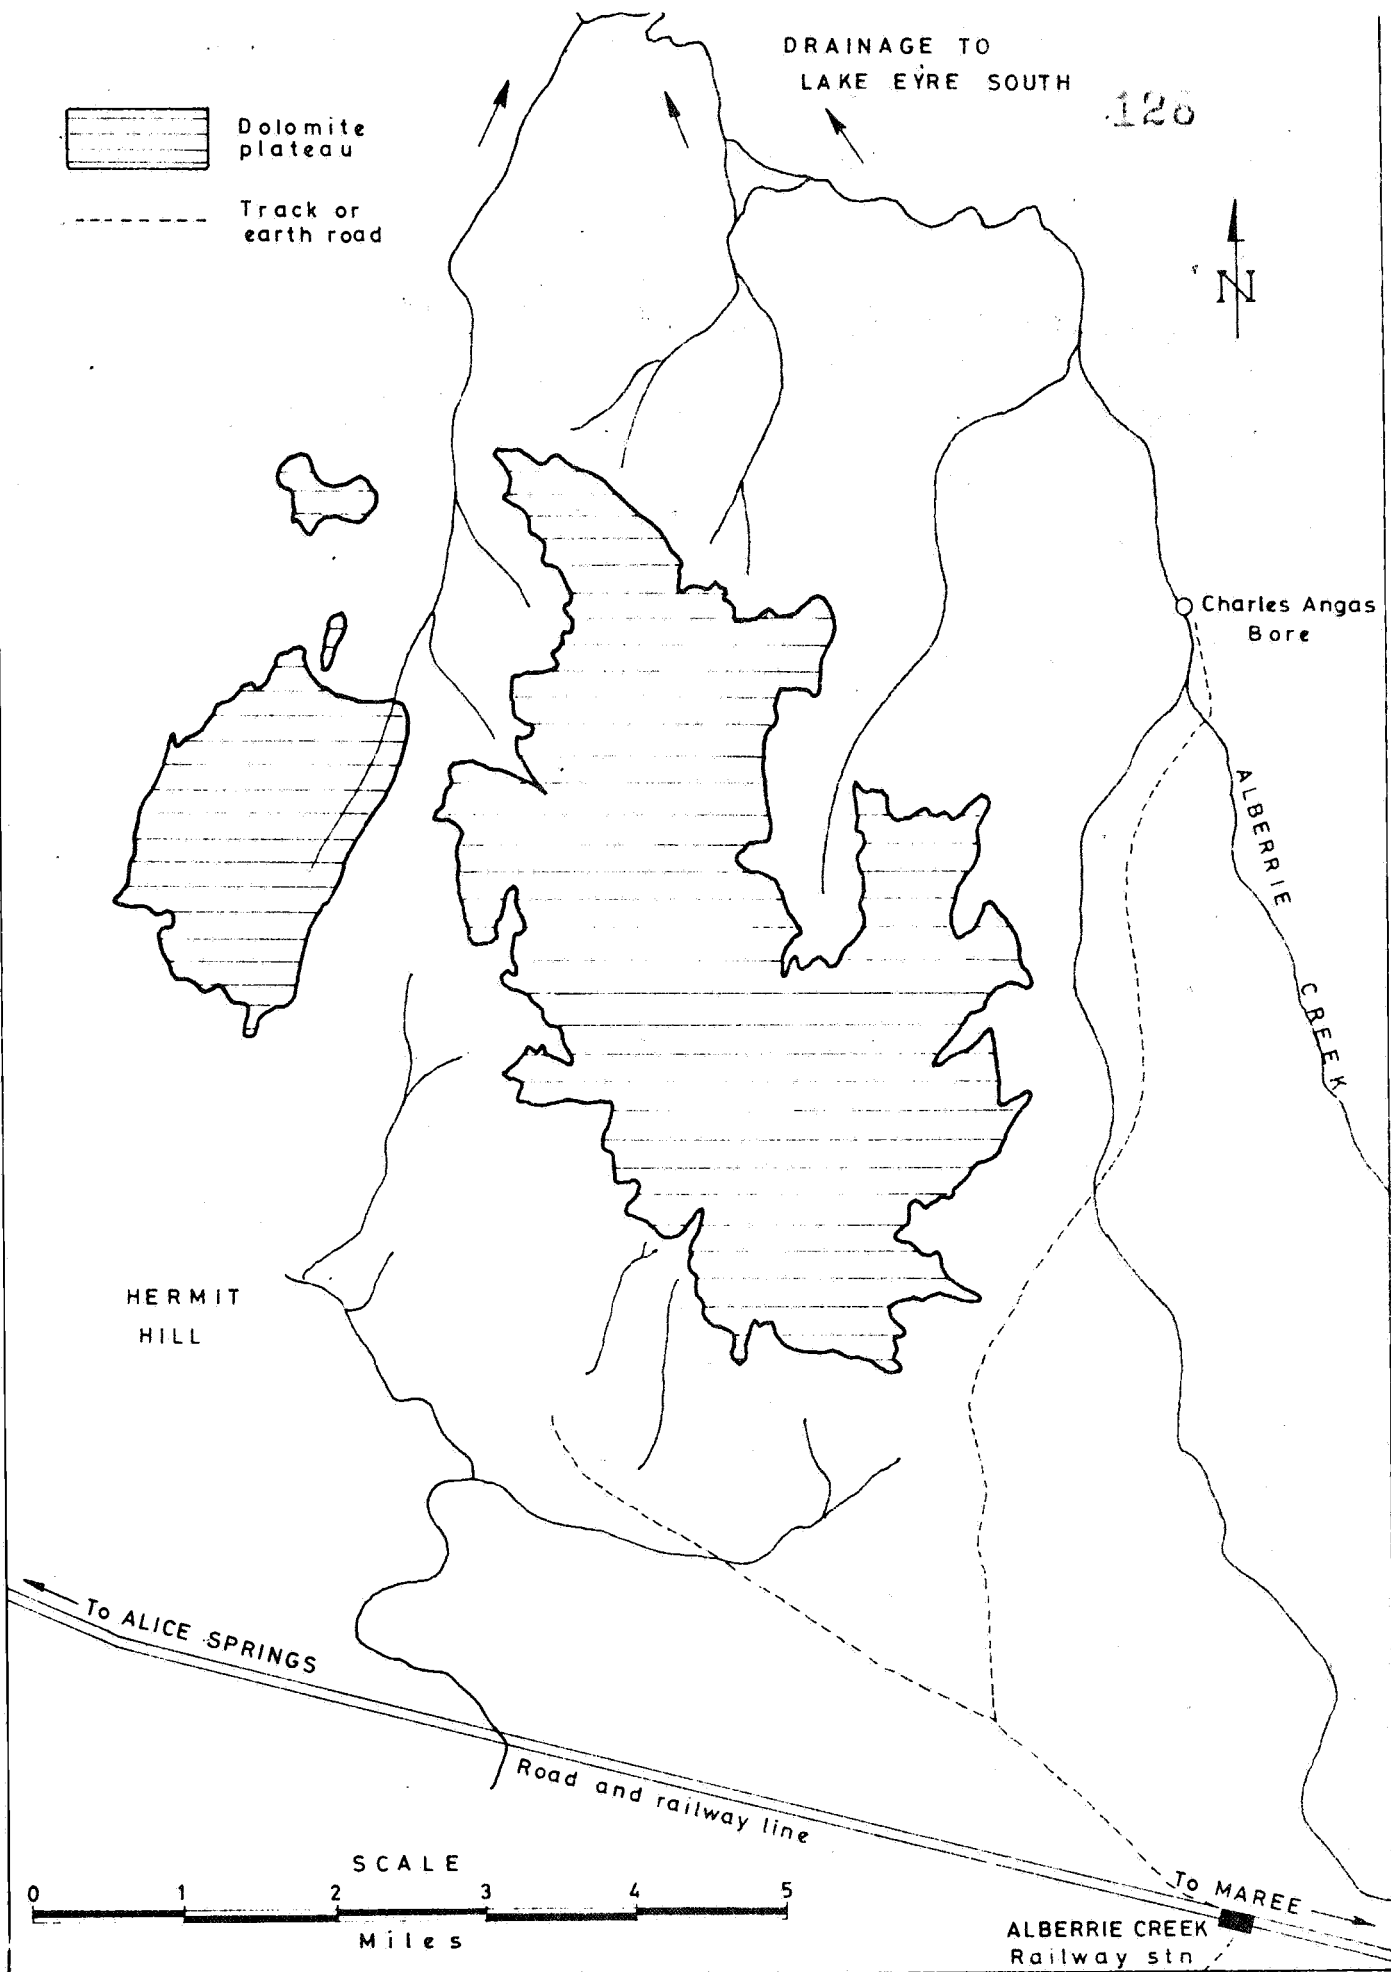 DRAINAGE TO
LAKE EYRE SOUTH
126
Dolomite
plateau
Track or
earth road
N
Charles Angas
Bore
ALBERRIE CREEK
HERMIT
HILL
To ALICE SPRINGS
Road and railway line
SCALE
0 1 2 3 4 5
Miles
To MAREE
ALBERRIE CREEK
Railway stn